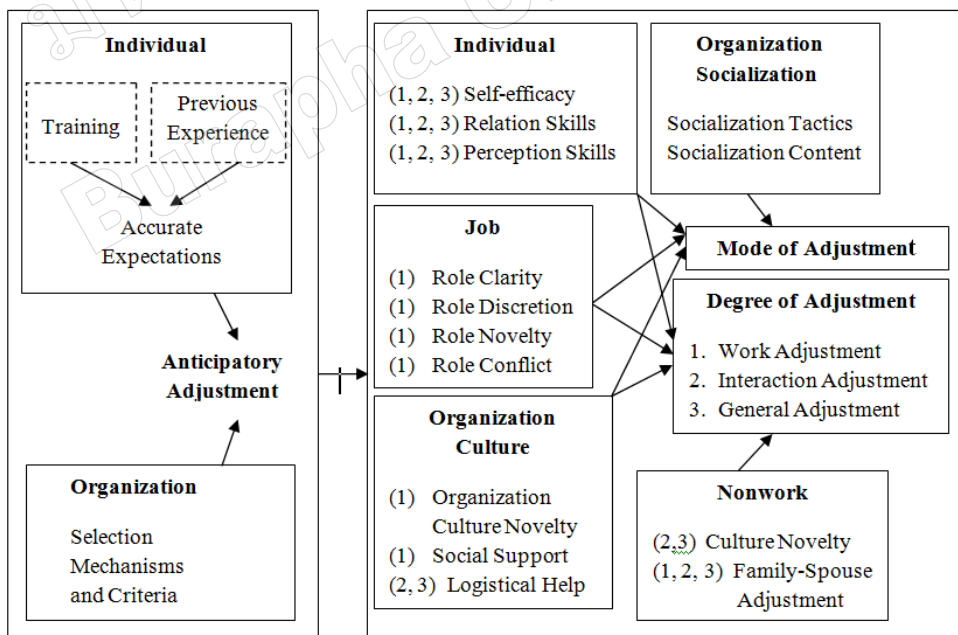 Individual
Training
Previous
Experience
Accurate
Expectations
Anticipatory
Adjustment
Organization
Selection
Mechanisms
and Criteria
Individual
(1, 2, 3) Self-efficacy
(1, 2, 3) Relation Skills
(1, 2, 3) Perception Skills
Job
(1) Role Clarity
(1) Role Discretion
(1) Role Novelty
(1) Role Conflict
Organization
Culture
(1) Organization
Culture Novelty
(1) Social Support
(2, 3) Logistical Help
Organization
Socialization
Socialization Tactics
Socialization Content
Mode of Adjustment
Degree of Adjustment
1. Work Adjustment
2. Interaction Adjustment
3. General Adjustment
Nonwork
(2,3) Culture Novelty
(1, 2, 3) Family-Spouse
Adjustment
Burapha